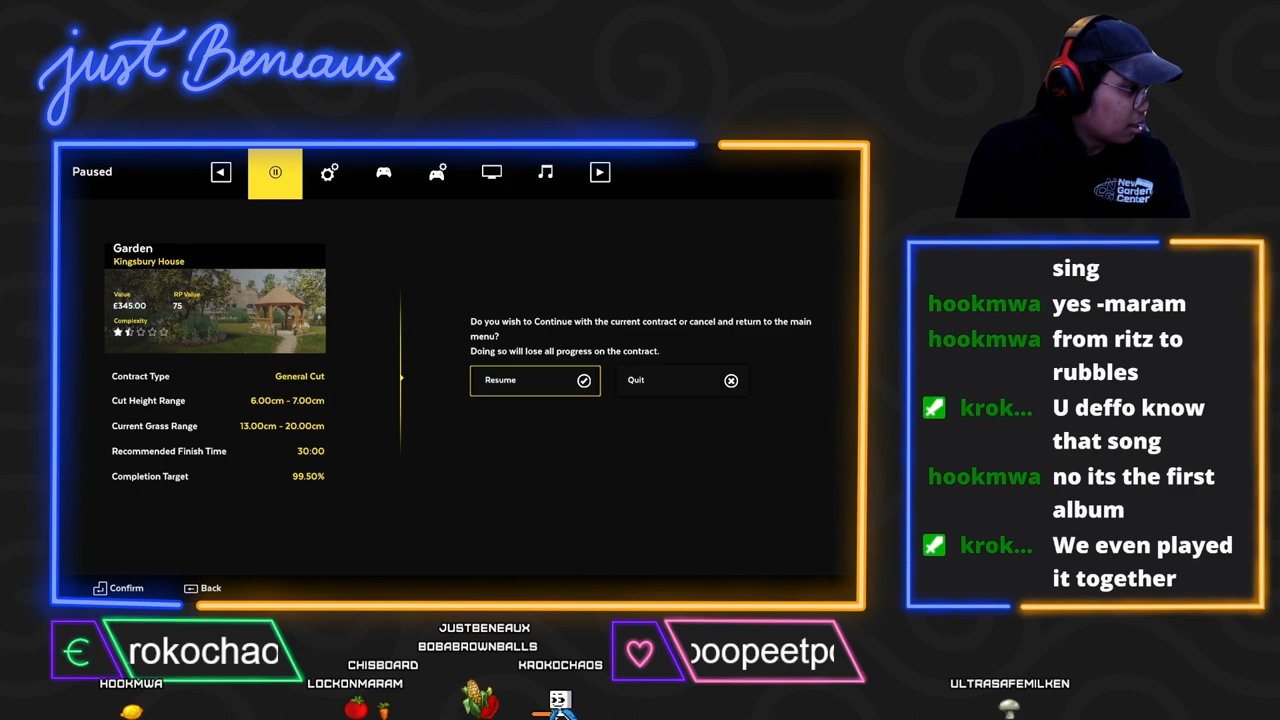 just Beneaux
Paused
Garden
Kingsbury House
Value
RP Value
£345.00
75
Complexity
Contract Type
General Cut
Cut Height Range
6.00cm - 7.00cm
Current Grass Range
13.00cm - 20.00cm
Recommended Finish Time
30:00
Completion Target
99.50%
Do you wish to Continue with the current contract or cancel and return to the main
menu?
Doing so will lose all progress on the contract.
Resume
Quit
Confirm
Back
New
Garden
Center
sing
hookmwa yes -maram
hookmwa from ritz to
rubbles
krok... U deffo know
that song
hookmwa no its the first
album
krok... We even played
it together
€
rokochao
poopeetpo
JUSTBENEAUX
BOBABROWNBALLS
CHISBOARD
KROKOCHAOS
HOOKMWA
LOCKONMARAM
ULTRASAFEMILKEN